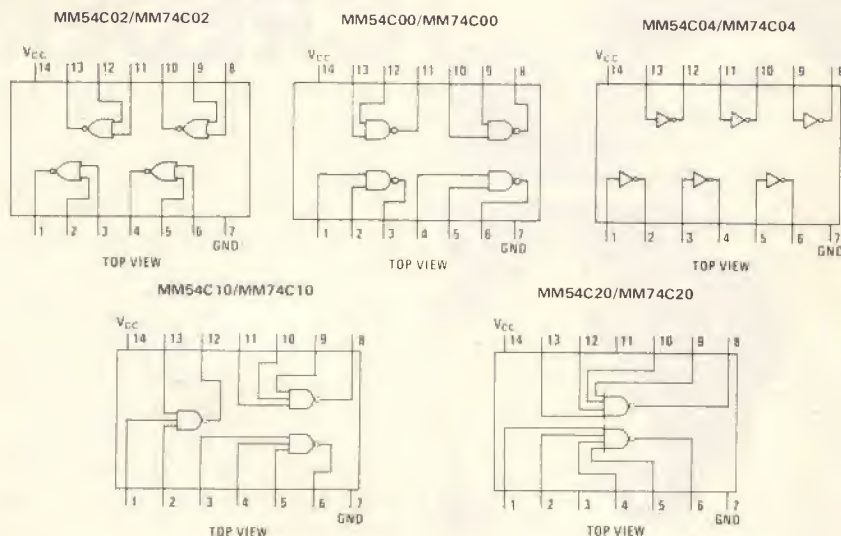 MM54C02/MM74C02
VCC
14 13 12 11 10 9 8
1 2 3 4 5 6 7
GND
TOP VIEW
MM54C00/MM74C00
14 13 12 11 10 9 8
1 2 3 4 5 6 7
GND
TOP VIEW
MM54C04/MM74C04
14 13 12 11 10 9 8
1 2 3 4 5 6 7
GND
TOP VIEW
MM54C10/MM74C10
VCC
14 13 12 11 10 9 8
1 2 3 4 5 6 7
GND
TOP VIEW
MM54C20/MM74C20
VCC
14 13 12 11 10 9 8
1 2 3 4 5 6 7
GND
TOP VIEW